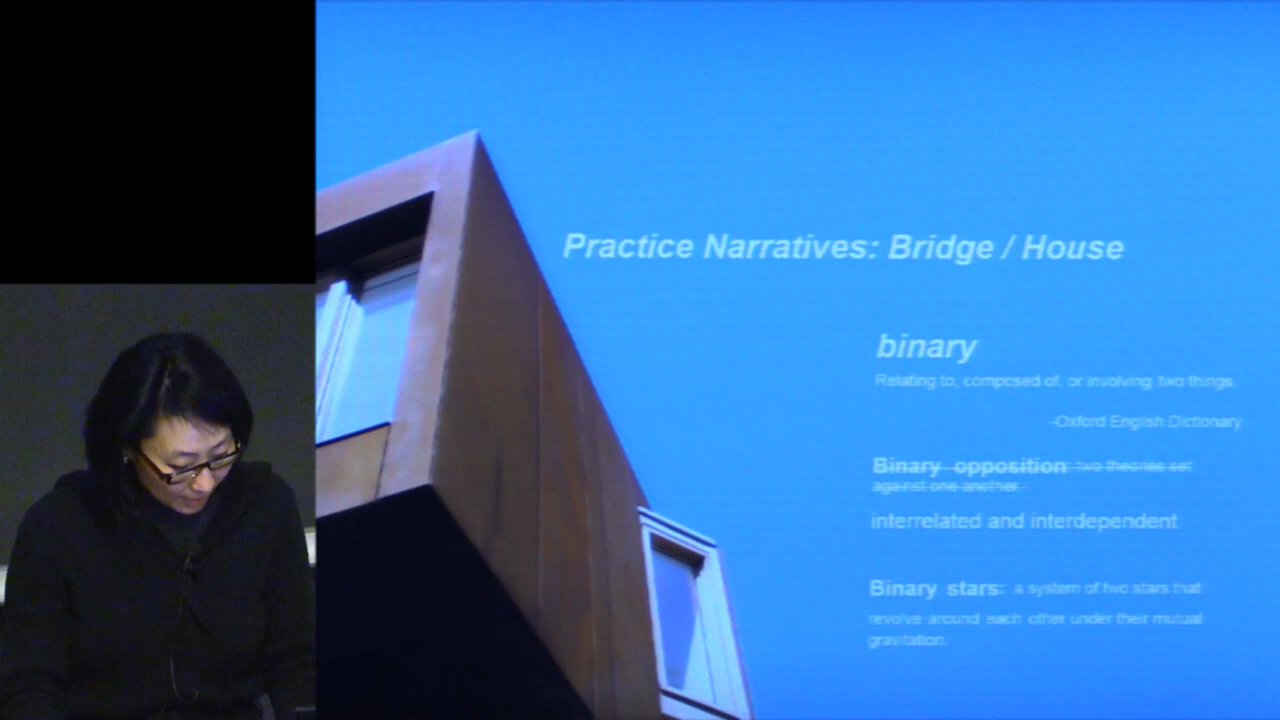 Practice Narratives: Bridge / House
binary
Relating to, composed of, or involving two things.
-Oxford English Dictionary
Binary opposition: two theories set
against one another.
interrelated and interdependent
Binary stars: a system of two stars that
revolve around each other under their mutual
gravitation.